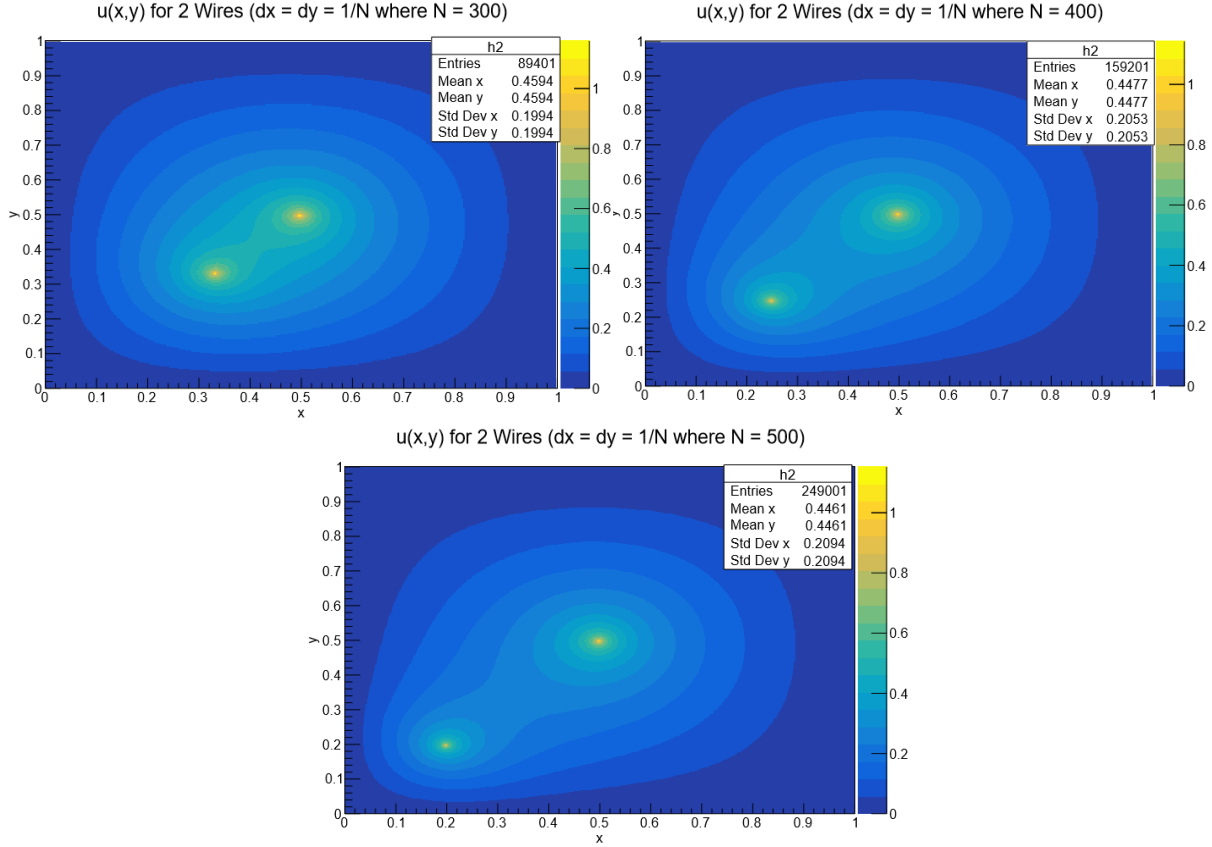 u(x,y) for 2 Wires (dx = dy = 1/N where N = 300)
h2
Entries 89401
Mean x 0.4594
Mean y 0.4594
Std Dev x 0.1994
Std Dev y 0.1994
1
0.9
0.8
0.7
0.6
0.5
0.4
0.3
0.2
0.1
0
y
0 0.1 0.2 0.3 0.4 0.5 0.6 0.7 0.8 0.9 1
x
1
0.8
0.6
0.4
0.2
0
u(x,y) for 2 Wires (dx = dy = 1/N where N = 400)
h2
Entries 159201
Mean x 0.4477
Mean y 0.4477
Std Dev x 0.2053
Std Dev y 0.2053
1
0.9
0.8
0.7
0.6
0.5
0.4
0.3
0.2
0.1
0
0 0.1 0.2 0.3 0.4 0.5 0.6 0.7 0.8 0.9 1
x
1
0.8
0.6
0.4
0.2
0
u(x,y) for 2 Wires (dx = dy = 1/N where N = 500)
h2
Entries 249001
Mean x 0.4461
Mean y 0.4461
Std Dev x 0.2094
Std Dev y 0.2094
1
0.9
0.8
0.7
0.6
0.5
0.4
0.3
0.2
0.1
0
y
0 0.1 0.2 0.3 0.4 0.5 0.6 0.7 0.8 0.9 1
x
1
0.8
0.6
0.4
0.2
0